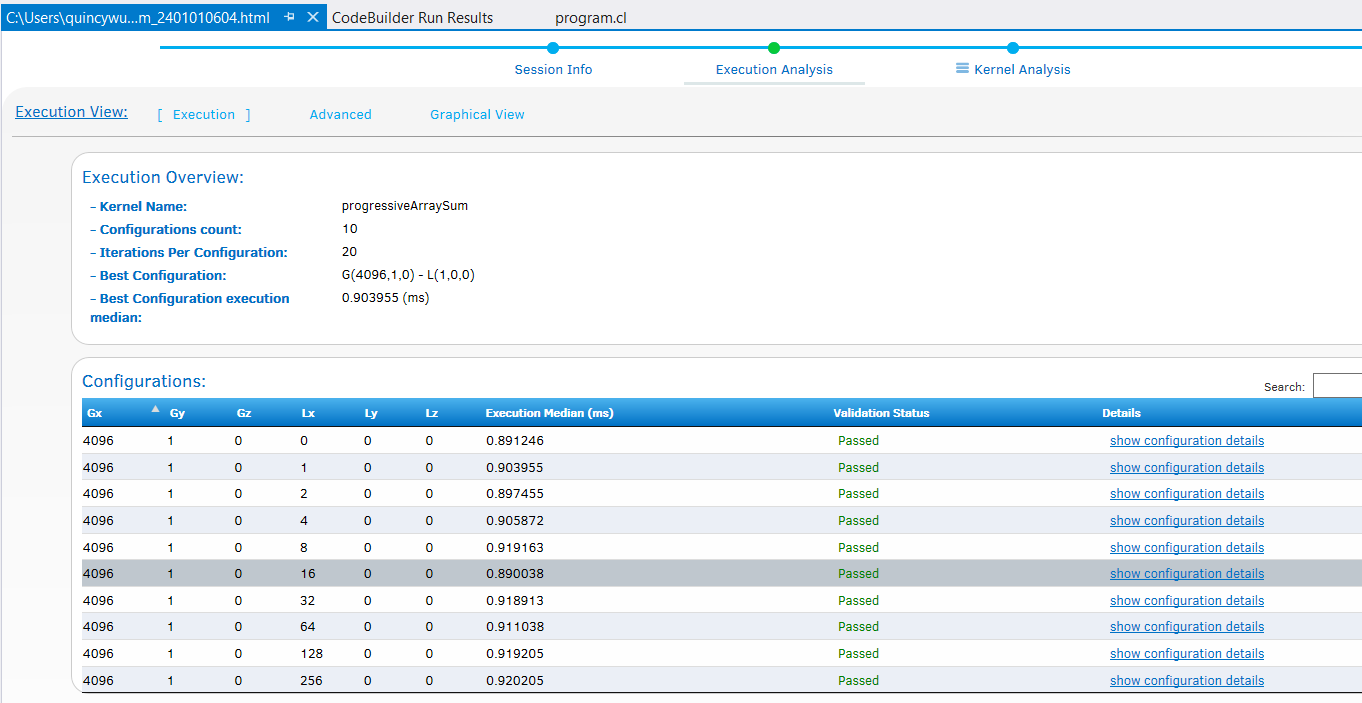 C:\Users\quincywu...m_2401010604.html CodeBuilder Run Results program.cl
Session Info Execution Analysis Kernel Analysis
Execution View: [ Execution ] Advanced Graphical View
Execution Overview:
– Kernel Name: progressiveArraySum
– Configurations count: 10
– Iterations Per Configuration: 20
– Best Configuration: G(4096,1,0) - L(1,0,0)
– Best Configuration execution 0.903955 (ms)
median:
Configurations:
Search:
Gx Gy Gz Lx Ly Lz Execution Median (ms) Validation Status Details
4096 1 0 0 0 0 0.891246 Passed show configuration details
4096 1 0 1 0 0 0.903955 Passed show configuration details
4096 1 0 2 0 0 0.897455 Passed show configuration details
4096 1 0 4 0 0 0.905872 Passed show configuration details
4096 1 0 8 0 0 0.919163 Passed show configuration details
4096 1 0 16 0 0 0.890038 Passed show configuration details
4096 1 0 32 0 0 0.918913 Passed show configuration details
4096 1 0 64 0 0 0.911038 Passed show configuration details
4096 1 0 128 0 0 0.919205 Passed show configuration details
4096 1 0 256 0 0 0.920205 Passed show configuration details